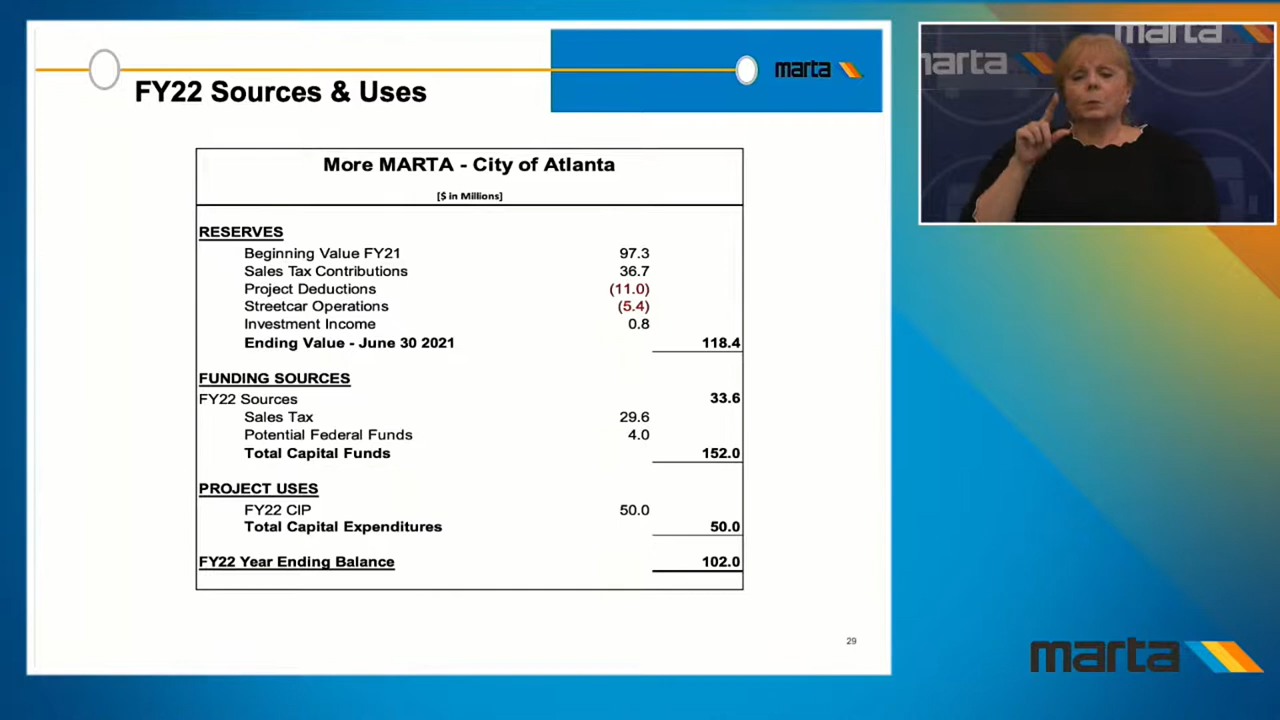 FY22 Sources & Uses
marta
More MARTA - City of Atlanta
[$ in Millions]
RESERVES
Beginning Value FY21 97.3
Sales Tax Contributions 36.7
Project Deductions (11.0)
Streetcar Operations (5.4)
Investment Income 0.8
Ending Value - June 30 2021 118.4
FUNDING SOURCES
FY22 Sources 33.6
Sales Tax 29.6
Potential Federal Funds 4.0
Total Capital Funds 152.0
PROJECT USES
FY22 CIP 50.0
Total Capital Expenditures 50.0
FY22 Year Ending Balance 102.0
29
marta
marta
marta